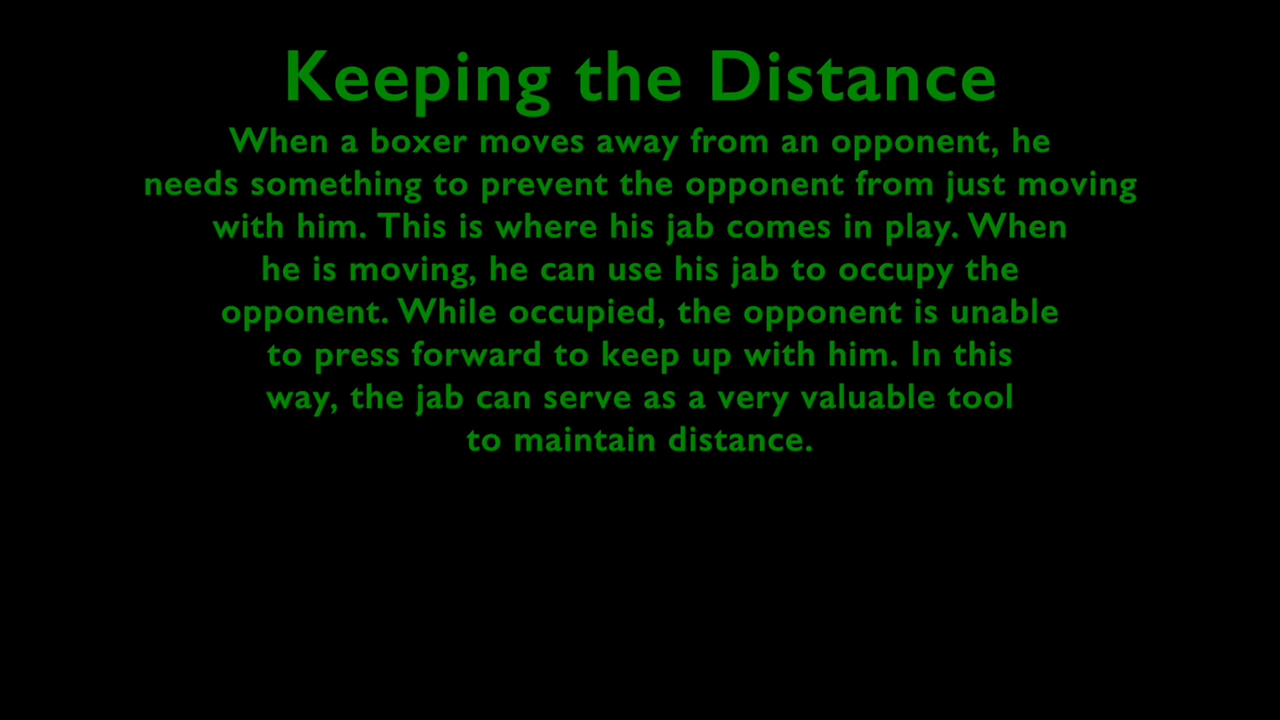 Keeping the Distance
When a boxer moves away from an opponent, he
needs something to prevent the opponent from just moving
with him. This is where his jab comes in play. When
he is moving, he can use his jab to occupy the
opponent. While occupied, the opponent is unable
to press forward to keep up with him. In this
way, the jab can serve as a very valuable tool
to maintain distance.